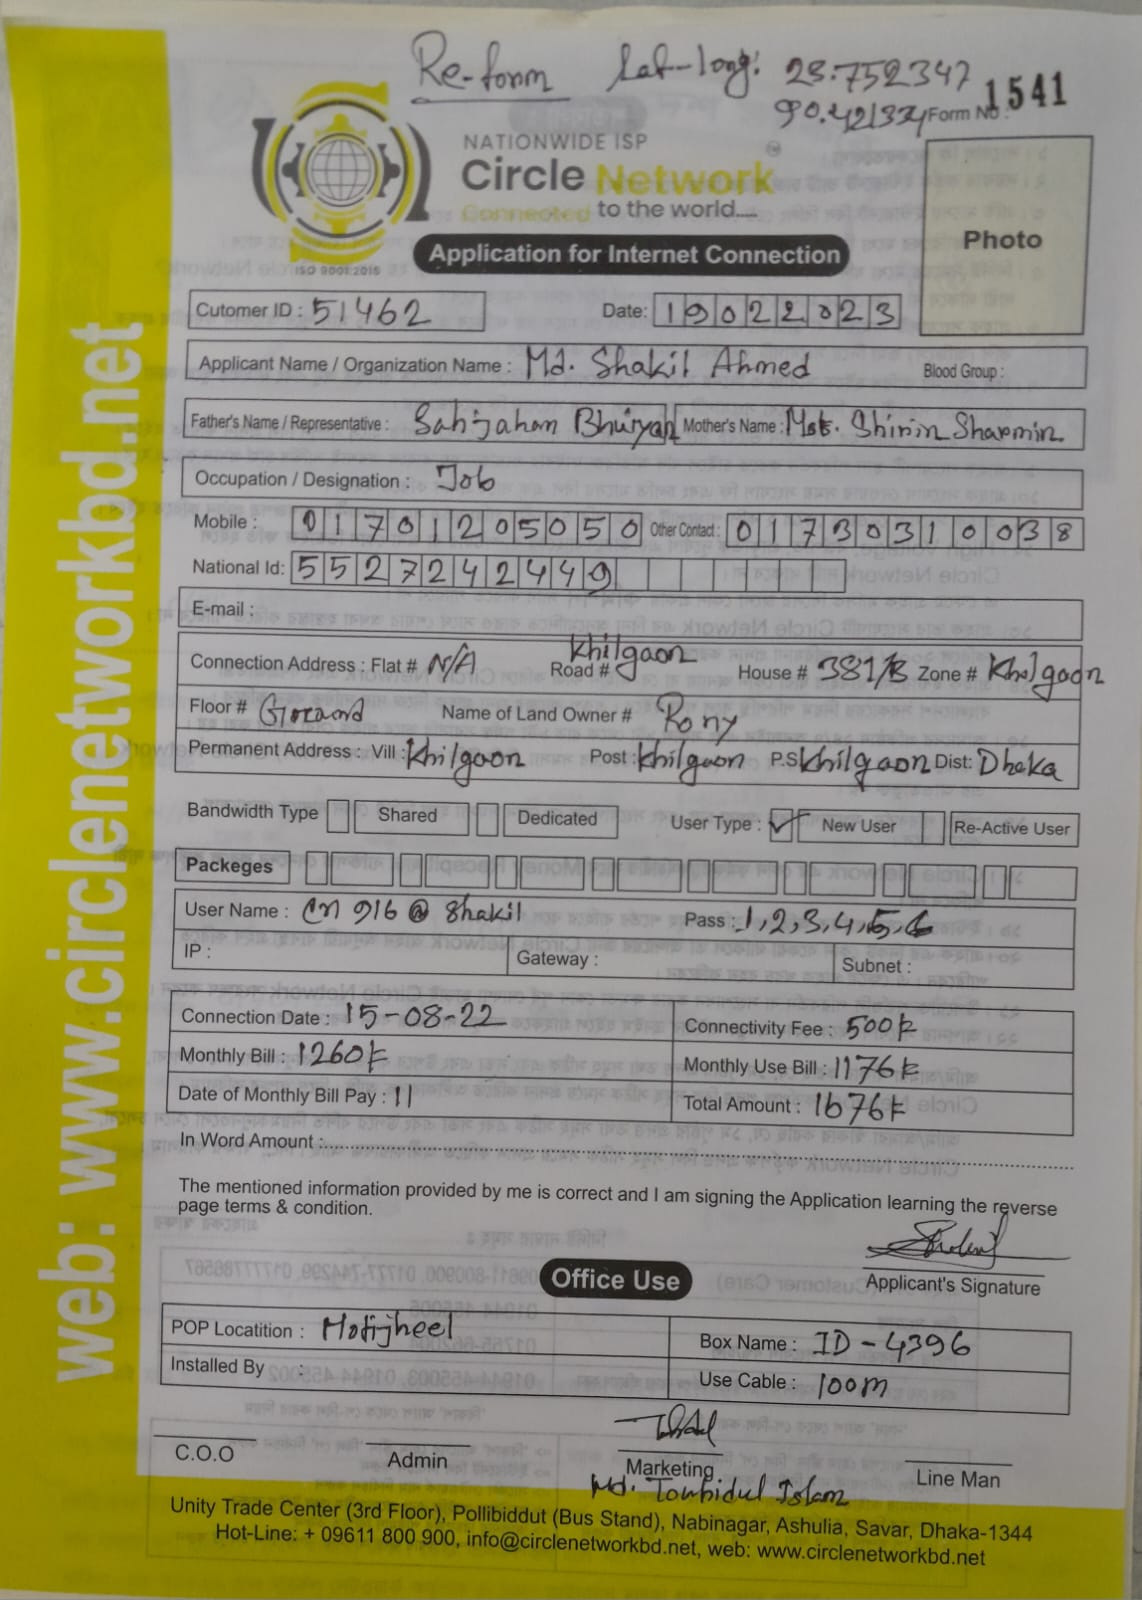 Re-form Lat-long: 23.752347
90.421334 Form No : 1541
NATIONWIDE ISP
Circle Network
Connected to the world....
ISO 9001:2015
Application for Internet Connection
Photo
Cutomer ID : 51462 Date: 19022023
Applicant Name / Organization Name : Md. Shakil Ahmed Blood Group :
Father's Name / Representative : Sahjahan Bhuiyan Mother's Name : Mst. Shirin Sharmin
Occupation / Designation : Job
Mobile : 01701205050 Other Contact : 01730310038
National Id: 5527242449
E-mail :
Connection Address : Flat # N/A Road # Khilgaon House # 381/B Zone # Khilgaon
Floor # Ground Name of Land Owner # Rony
Permanent Address : Vill : Khilgaon Post : Khilgaon P.S Khilgaon Dist: Dhaka
Bandwidth Type Shared Dedicated User Type : ✓ New User Re-Active User
Packeges
User Name : CN916@Shakil Pass : 1,2,3,4,5,6
IP : Gateway : Subnet :
Connection Date : 15-08-22 Connectivity Fee : 500৳
Monthly Bill : 1260৳ Monthly Use Bill : 1176৳
Date of Monthly Bill Pay : 11 Total Amount : 1676৳
In Word Amount :
The mentioned information provided by me is correct and I am signing the Application learning the reverse
page terms & condition.
Applicant's Signature
Office Use
POP Locatition : Motijheel Box Name : ID-4396
Installed By : Use Cable : 100m
C.O.O Admin Marketing Line Man
Md. Touhidul Islam
Unity Trade Center (3rd Floor), Pollibiddut (Bus Stand), Nabinagar, Ashulia, Savar, Dhaka-1344
Hot-Line: + 09611 800 900, info@circlenetworkbd.net, web: www.circlenetworkbd.net
web: www.circlenetworkbd.net